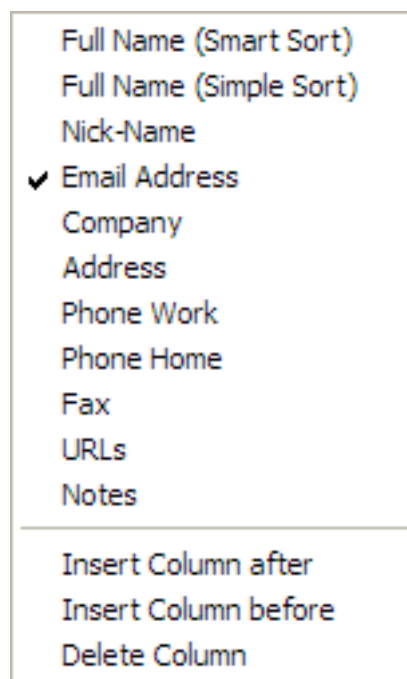 Full Name (Smart Sort)
Full Name (Simple Sort)
Nick-Name
Email Address
Company
Address
Phone Work
Phone Home
Fax
URLs
Notes
Insert Column after
Insert Column before
Delete Column